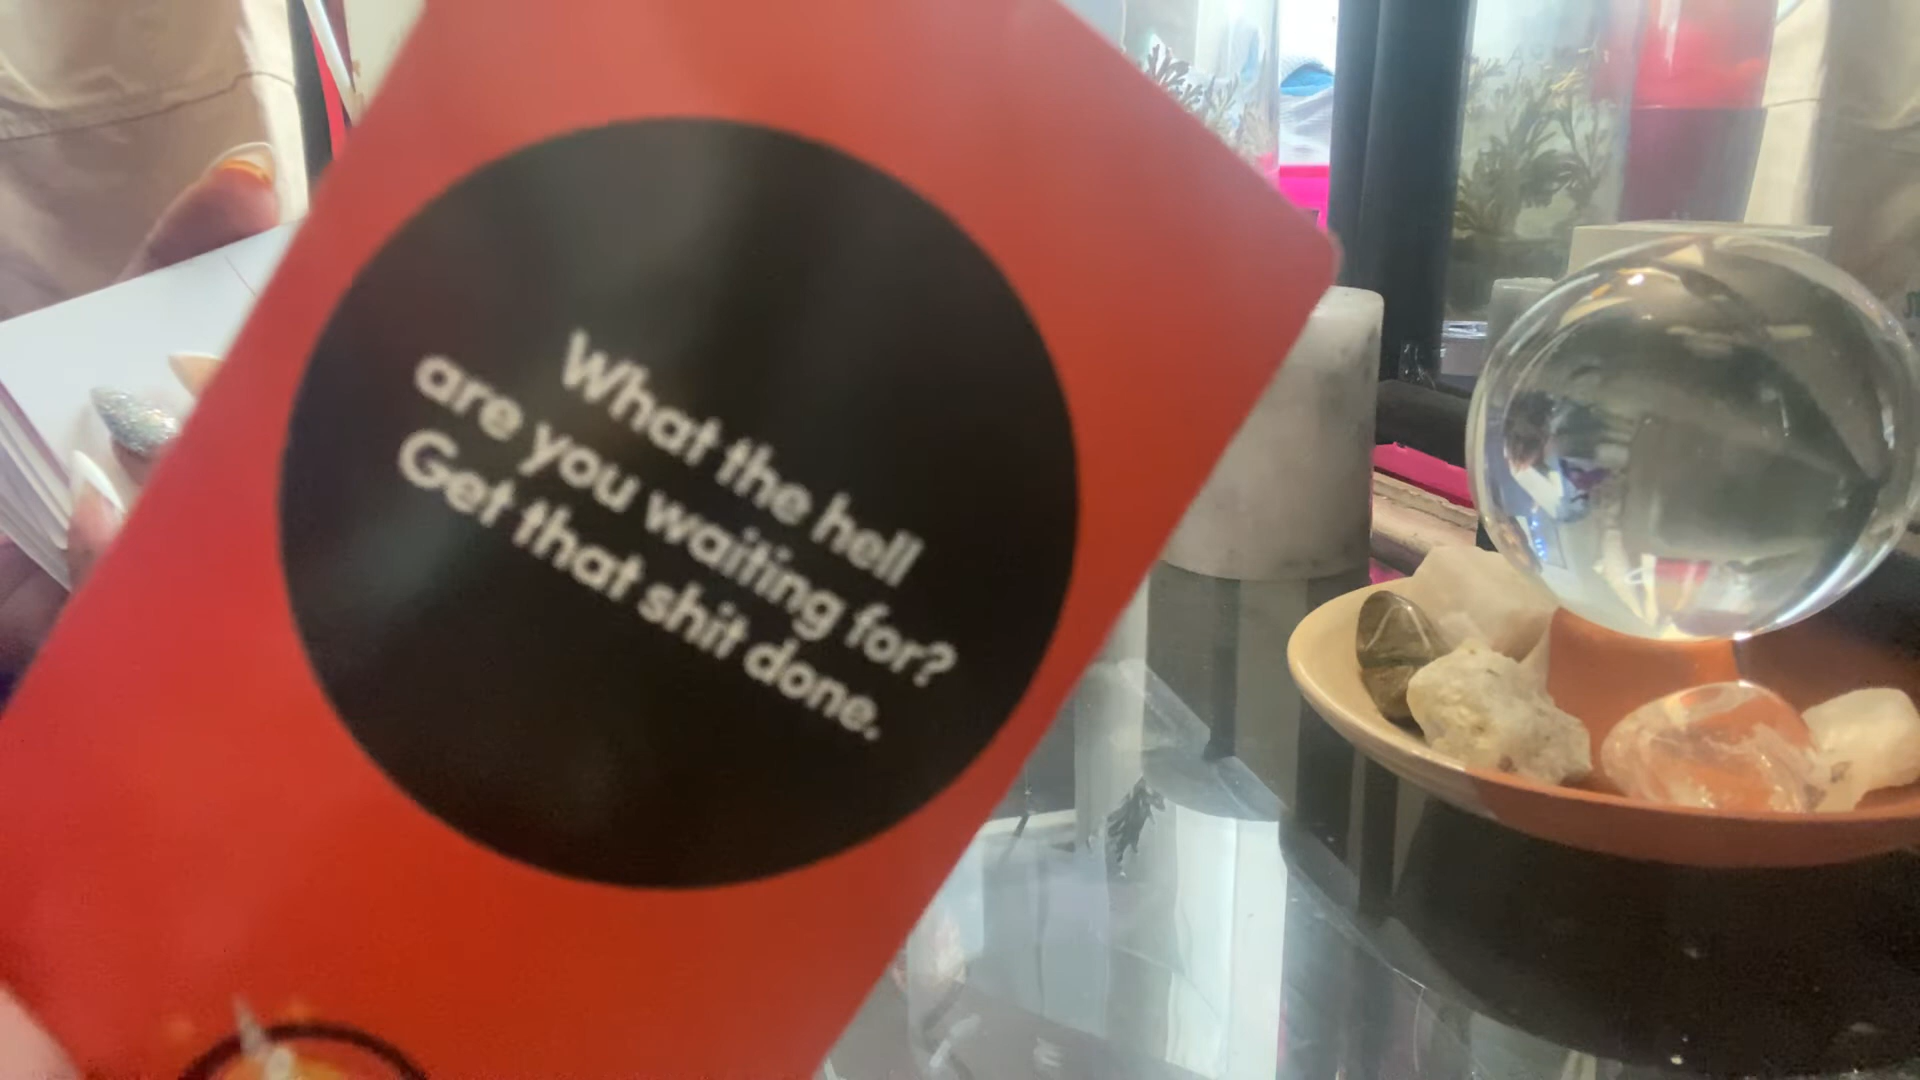 What the hell
are you waiting for?
Get that shit done.